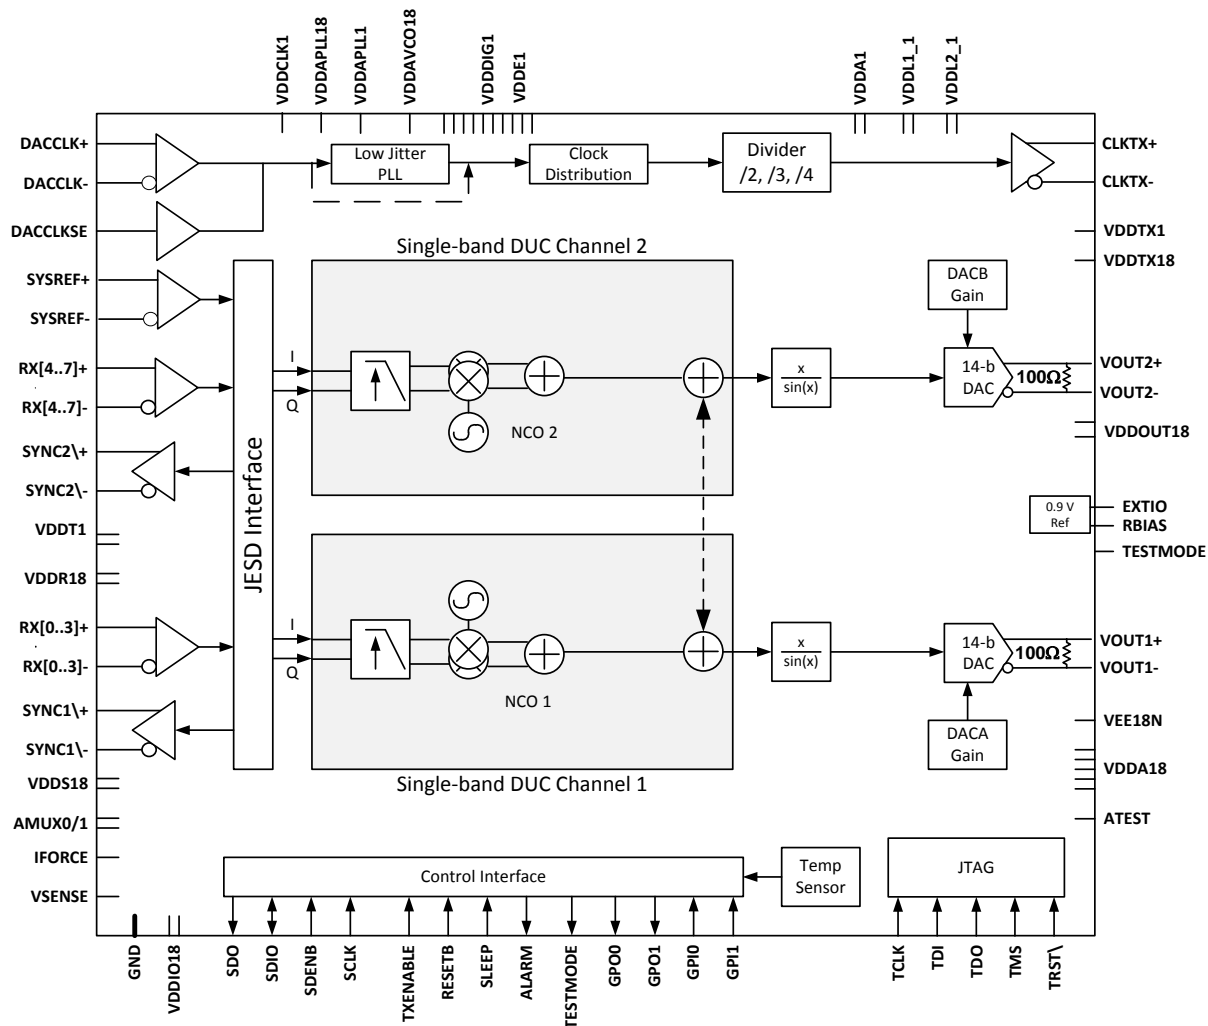 VDDCLK1
VDDAPLL18
VDDAPLL1
VDDAVCO18
VDDDIG1
VDDE1
VDDA1
VDDL1_1
VDDL2_1
DACCLK+
DACCLK-
DACCLKSE
SYSREF+
SYSREF-
RX[4..7]+
RX[4..7]-
SYNC2\+
SYNC2\-
VDDT1
VDDR18
RX[0..3]+
RX[0..3]-
SYNC1\+
SYNC1\-
VDDS18
AMUX0/1
IFORCE
VSENSE
Low Jitter
PLL
Clock
Distribution
Divider
/2, /3, /4
Single-band DUC Channel 2
JESD Interface
I
Q
NCO 2
x
sin(x)
DACB
Gain
14-b
DAC
100Ω
I
Q
NCO 1
Single-band DUC Channel 1
x
sin(x)
14-b
DAC
100Ω
DACA
Gain
0.9 V
Ref
CLKTX+
CLKTX-
VDDTX1
VDDTX18
VOUT2+
VOUT2-
VDDOUT18
EXTIO
RBIAS
TESTMODE
VOUT1+
VOUT1-
VEE18N
VDDA18
ATEST
Control Interface
Temp
Sensor
JTAG
GND
VDDIO18
SDO
SDIO
SDENB
SCLK
TXENABLE
RESETB
SLEEP
ALARM
TESTMODE
GPO0
GPO1
GPI0
GPI1
TCLK
TDI
TDO
TMS
TRST\